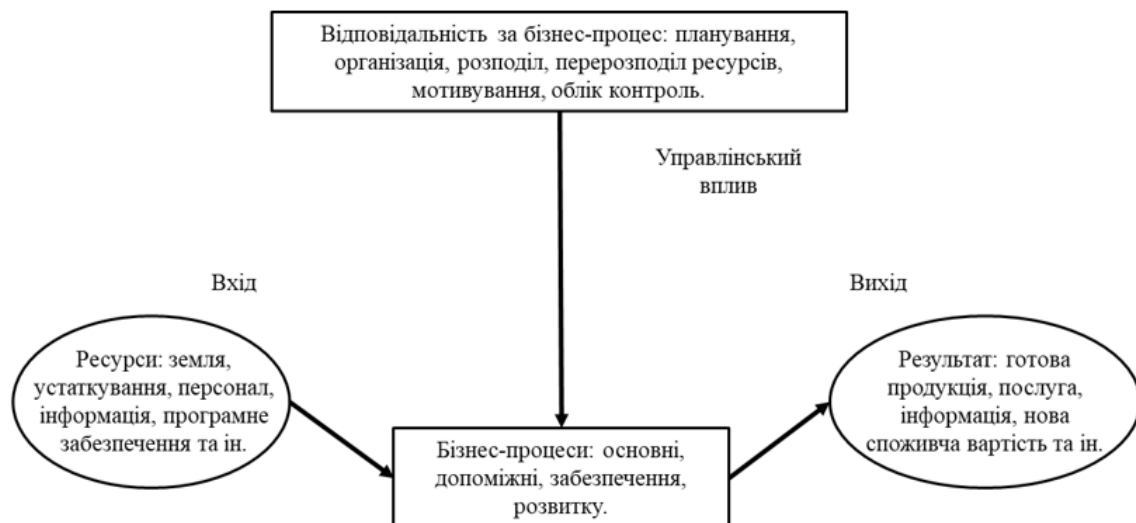 Відповідальність за бізнес-процес: планування,
організація, розподіл, перерозподіл ресурсів,
мотивування, облік контроль.
Управлінський
вплив
Вхід
Вихід
Ресурси: земля,
устаткування, персонал,
інформація, програмне
забезпечення та ін.
Результат: готова
продукція, послуга,
інформація, нова
споживча вартість та ін.
Бізнес-процеси: основні,
допоміжні, забезпечення,
розвитку.